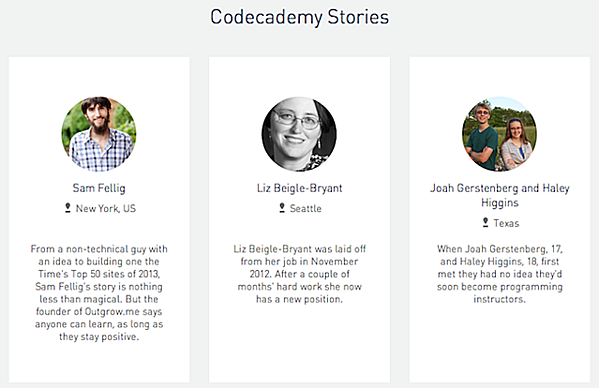 Codecademy Stories
Sam Fellig
New York, US
From a non-technical guy with
an idea to building one the
Time's Top 50 sites of 2013,
Sam Fellig's story is nothing
less than magical. But the
founder of Outgrow.me says
anyone can learn, as long as
they stay positive.
Liz Beigle-Bryant
Seattle
Liz Beigle-Bryant was laid off
from her job in November
2012. After a couple of
months' hard work she now
has a new position.
Joah Gerstenberg and Haley
Higgins
Texas
When Joah Gerstenberg, 17,
and Haley Higgins, 18, first
met they had no idea they'd
soon become programming
instructors.